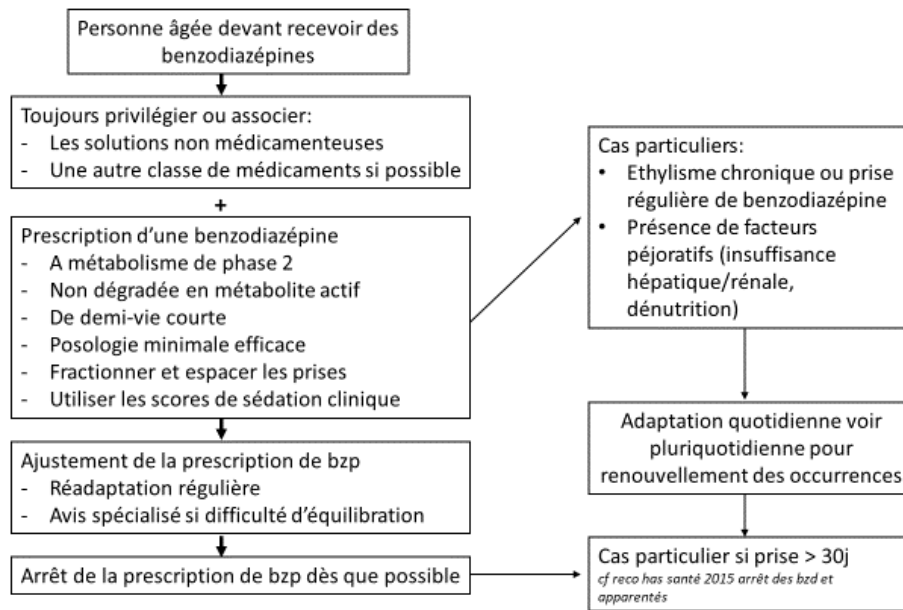 Personne âgée devant recevoir des
benzodiazépines
Toujours privilégier ou associer:
- Les solutions non médicamenteuses
- Une autre classe de médicaments si possible
+
Prescription d'une benzodiazépine
- A métabolisme de phase 2
- Non dégradée en métabolite actif
- De demi-vie courte
- Posologie minimale efficace
- Fractionner et espacer les prises
- Utiliser les scores de sédation clinique
Ajustement de la prescription de bzp
- Réadaptation régulière
- Avis spécialisé si difficulté d'équilibration
Arrêt de la prescription de bzp dès que possible
Cas particuliers:
• Ethylisme chronique ou prise
régulière de benzodiazépine
• Présence de facteurs
péjoratifs (insuffisance
hépatique/rénale,
dénutrition)
Adaptation quotidienne voir
pluriquotidienne pour
renouvellement des occurrences
Cas particulier si prise > 30j
cf reco has santé 2015 arrêt des bzd et
apparentés